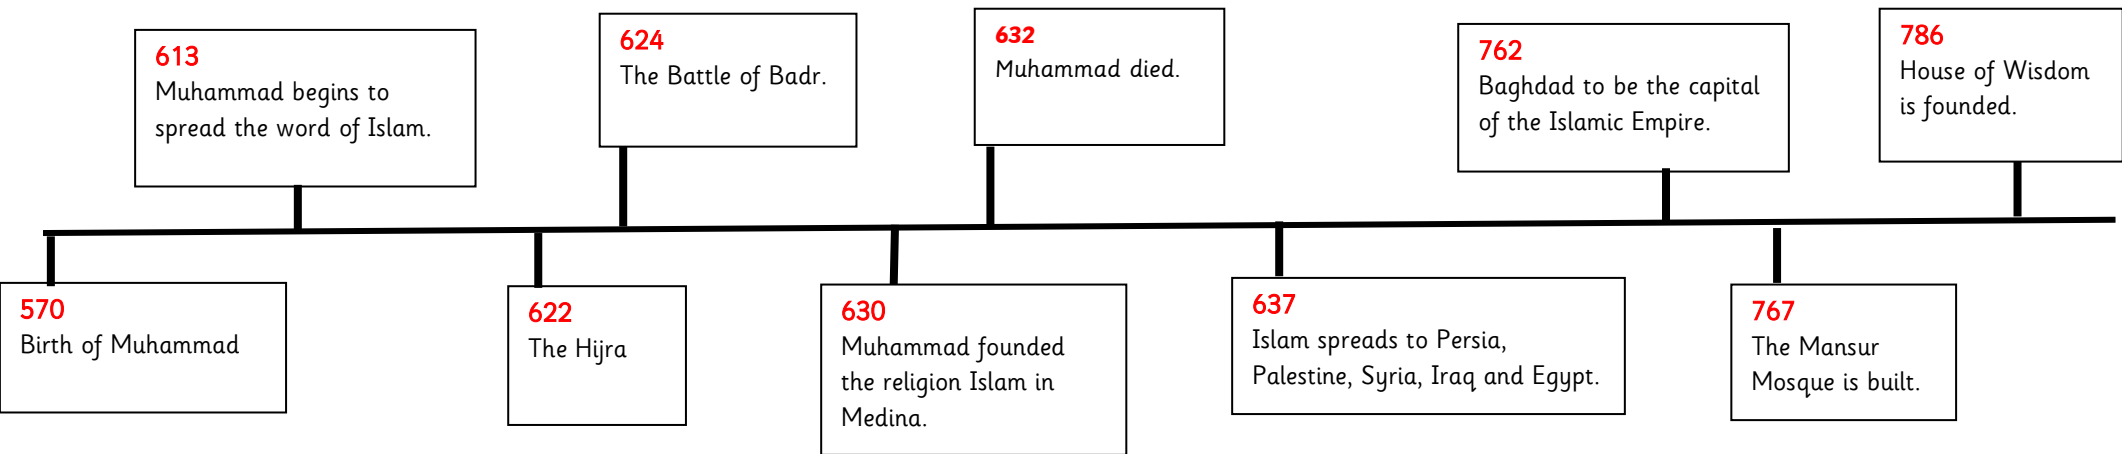 570
Birth of Muhammad
613
Muhammad begins to
spread the word of Islam.
622
The Hijra
624
The Battle of Badr.
630
Muhammad founded
the religion Islam in
Medina.
632
Muhammad died.
637
Islam spreads to Persia,
Palestine, Syria, Iraq and Egypt.
762
Baghdad to be the capital
of the Islamic Empire.
767
The Mansur
Mosque is built.
786
House of Wisdom
is founded.